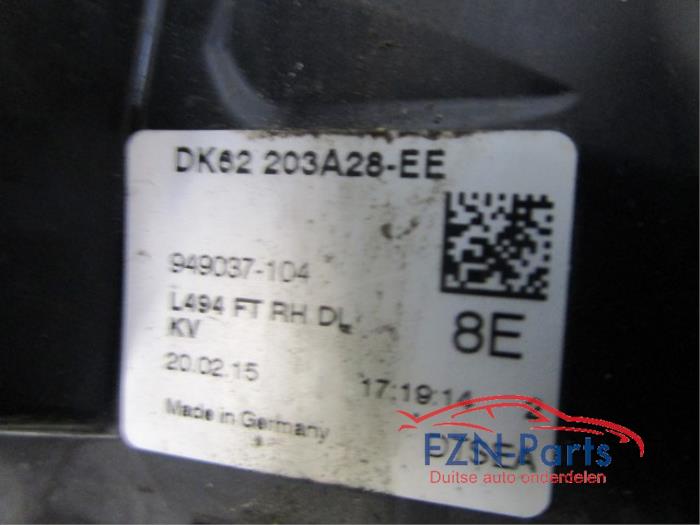 DK62 203A28-EE
949037-104
L494 FT RH DL
KV
8E
20.02.15 17:19:14
Made in Germany
FZN-Parts
Duitse auto onderdelen